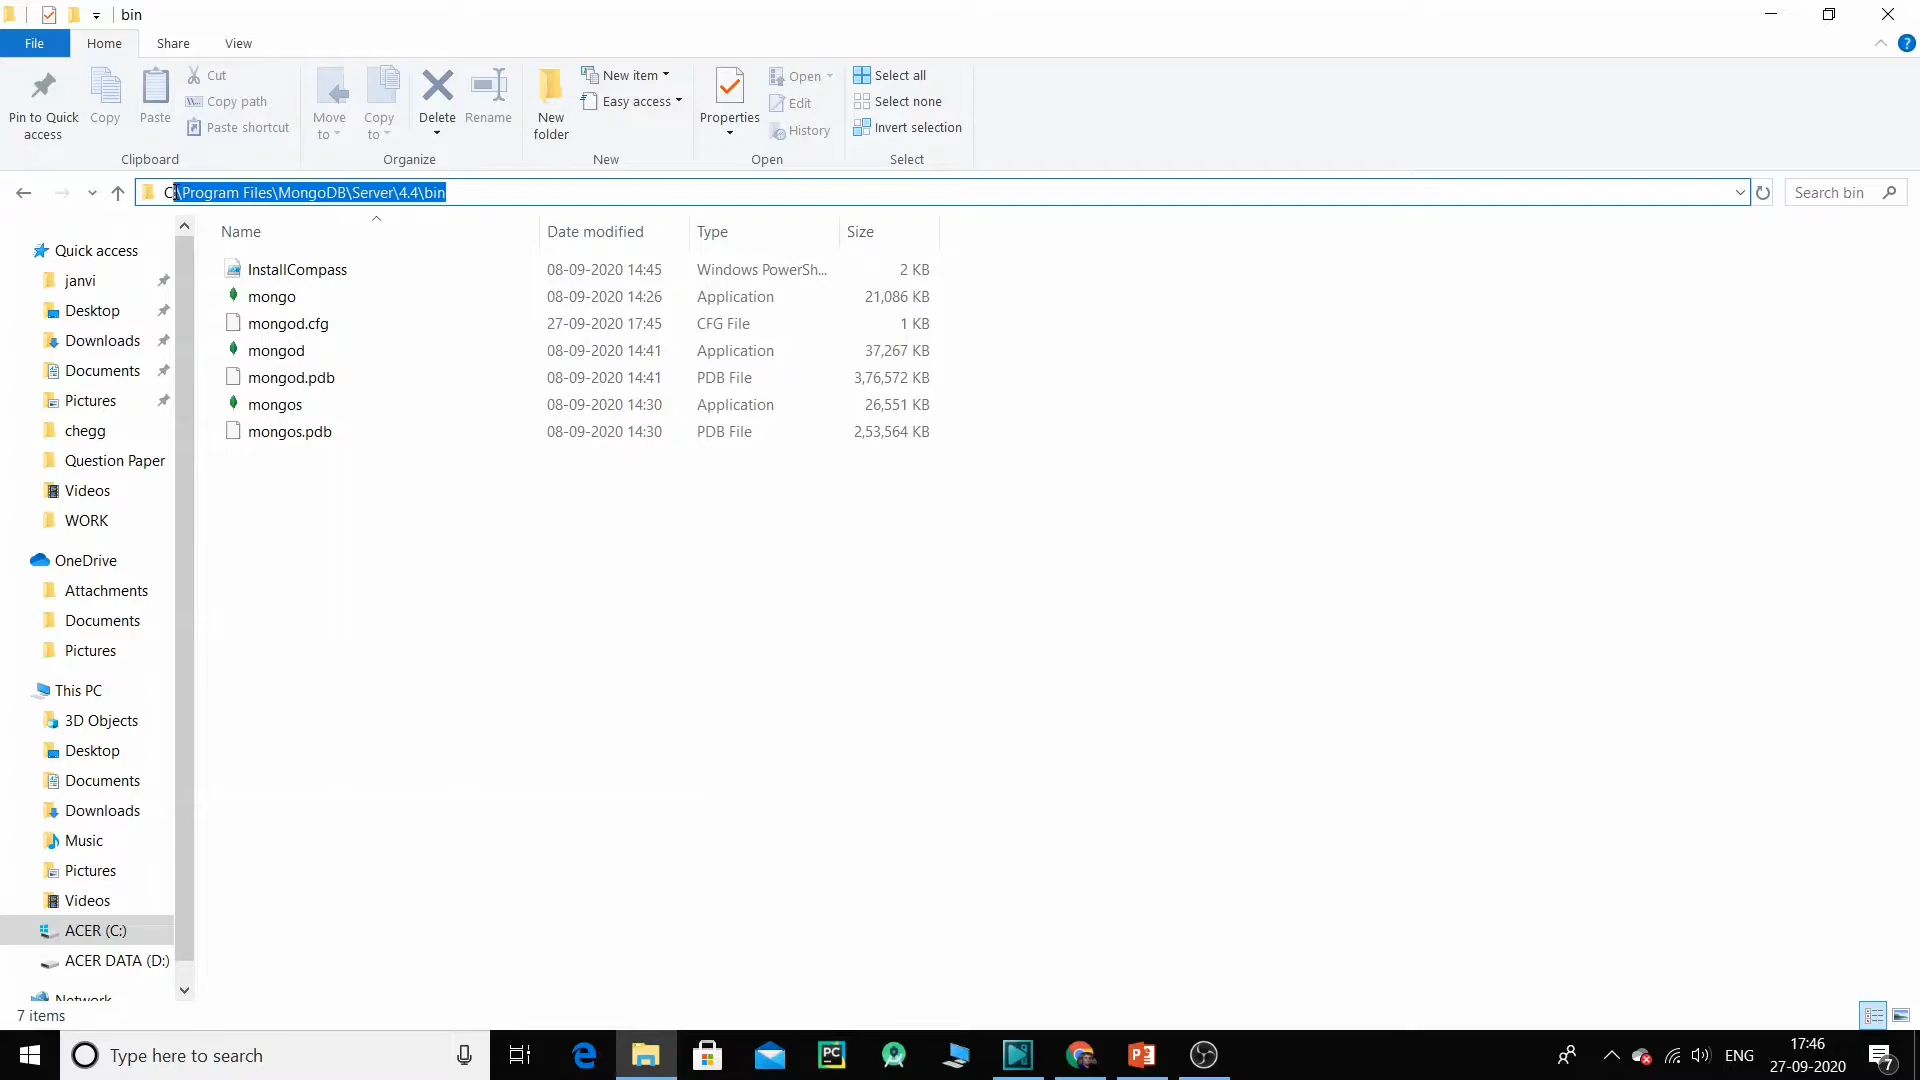 bin
File
Home
Share
View
Pin to Quick access
Copy
Paste
Cut
Copy path
Paste shortcut
Clipboard
Move to
Copy to
Delete
Rename
Organize
New folder
New item
Easy access
New
Properties
Open
Edit
History
Open
Select all
Select none
Invert selection
Select
C:\Program Files\MongoDB\Server\4.4\bin
Search bin
Name Date modified Type Size
InstallCompass 08-09-2020 14:45 Windows PowerSh... 2 KB
mongo 08-09-2020 14:26 Application 21,086 KB
mongod.cfg 27-09-2020 17:45 CFG File 1 KB
mongod 08-09-2020 14:41 Application 37,267 KB
mongod.pdb 08-09-2020 14:41 PDB File 3,76,572 KB
mongos 08-09-2020 14:30 Application 26,551 KB
mongos.pdb 08-09-2020 14:30 PDB File 2,53,564 KB
Quick access
janvi
Desktop
Downloads
Documents
Pictures
chegg
Question Paper
Videos
WORK
OneDrive
Attachments
Documents
Pictures
This PC
3D Objects
Desktop
Documents
Downloads
Music
Pictures
Videos
ACER (C:)
ACER DATA (D:)
Network
7 items
Type here to search
PC
ENG
17:46
27-09-2020
7